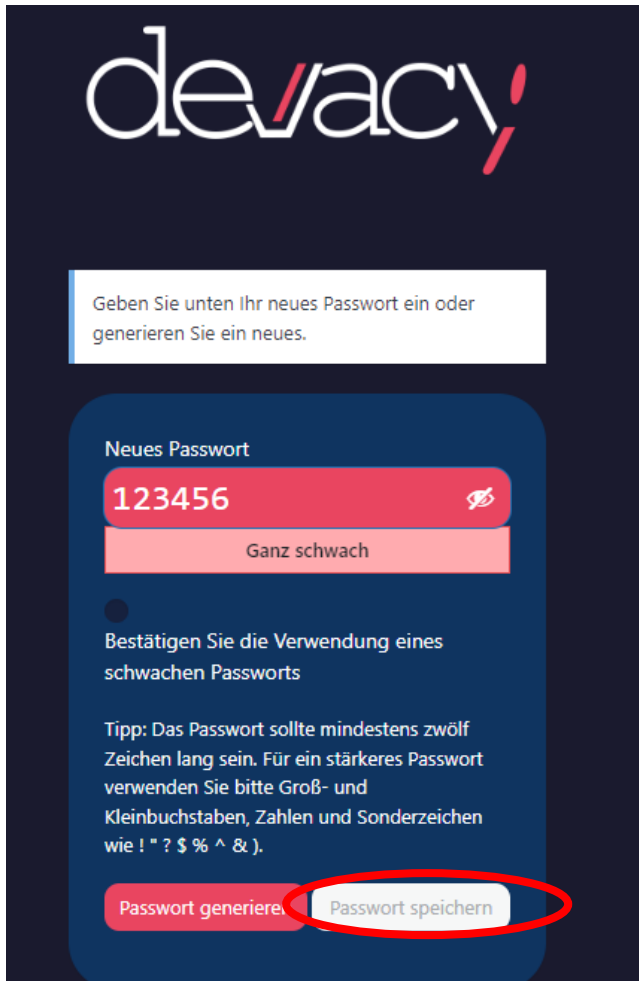 devacy
Geben Sie unten Ihr neues Passwort ein oder
generieren Sie ein neues.
Neues Passwort
123456
Ganz schwach
Bestätigen Sie die Verwendung eines
schwachen Passworts
Tipp: Das Passwort sollte mindestens zwölf
Zeichen lang sein. Für ein stärkeres Passwort
verwenden Sie bitte Groß- und
Kleinbuchstaben, Zahlen und Sonderzeichen
wie ! " ? $ % ^ & ).
Passwort generieren Passwort speichern